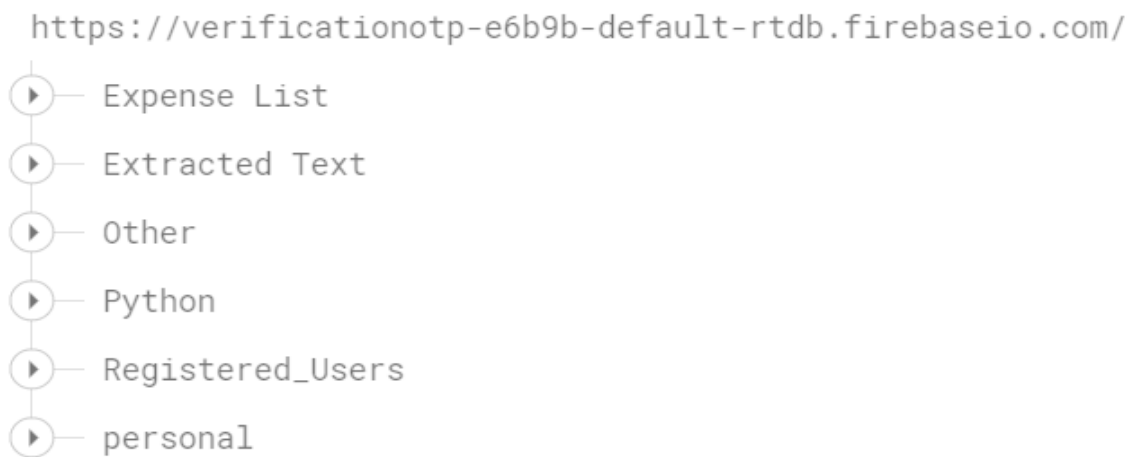 https://verificationotp-e6b9b-default-rtdb.firebaseio.com/
Expense List
Extracted Text
Other
Python
Registered_Users
personal